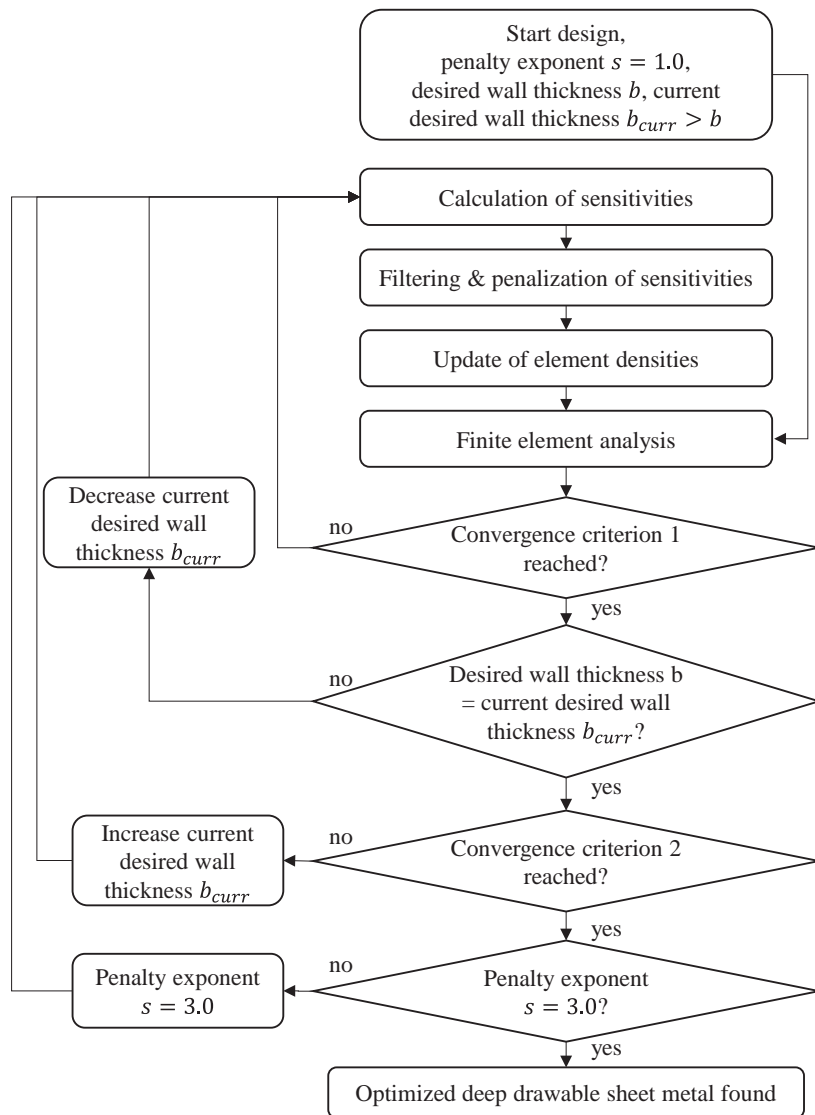 Start design,
penalty exponent s = 1.0,
desired wall thickness b, current
desired wall thickness b_curr > b
Calculation of sensitivities
Filtering & penalization of sensitivities
Update of element densities
Finite element analysis
Decrease current
desired wall
thickness b_curr
no
Convergence criterion 1
reached?
yes
no
Desired wall thickness b
= current desired wall
thickness b_curr?
yes
Increase current
desired wall
thickness b_curr
no
Convergence criterion 2
reached?
yes
Penalty exponent
s = 3.0
no
Penalty exponent
s = 3.0?
yes
Optimized deep drawable sheet metal found